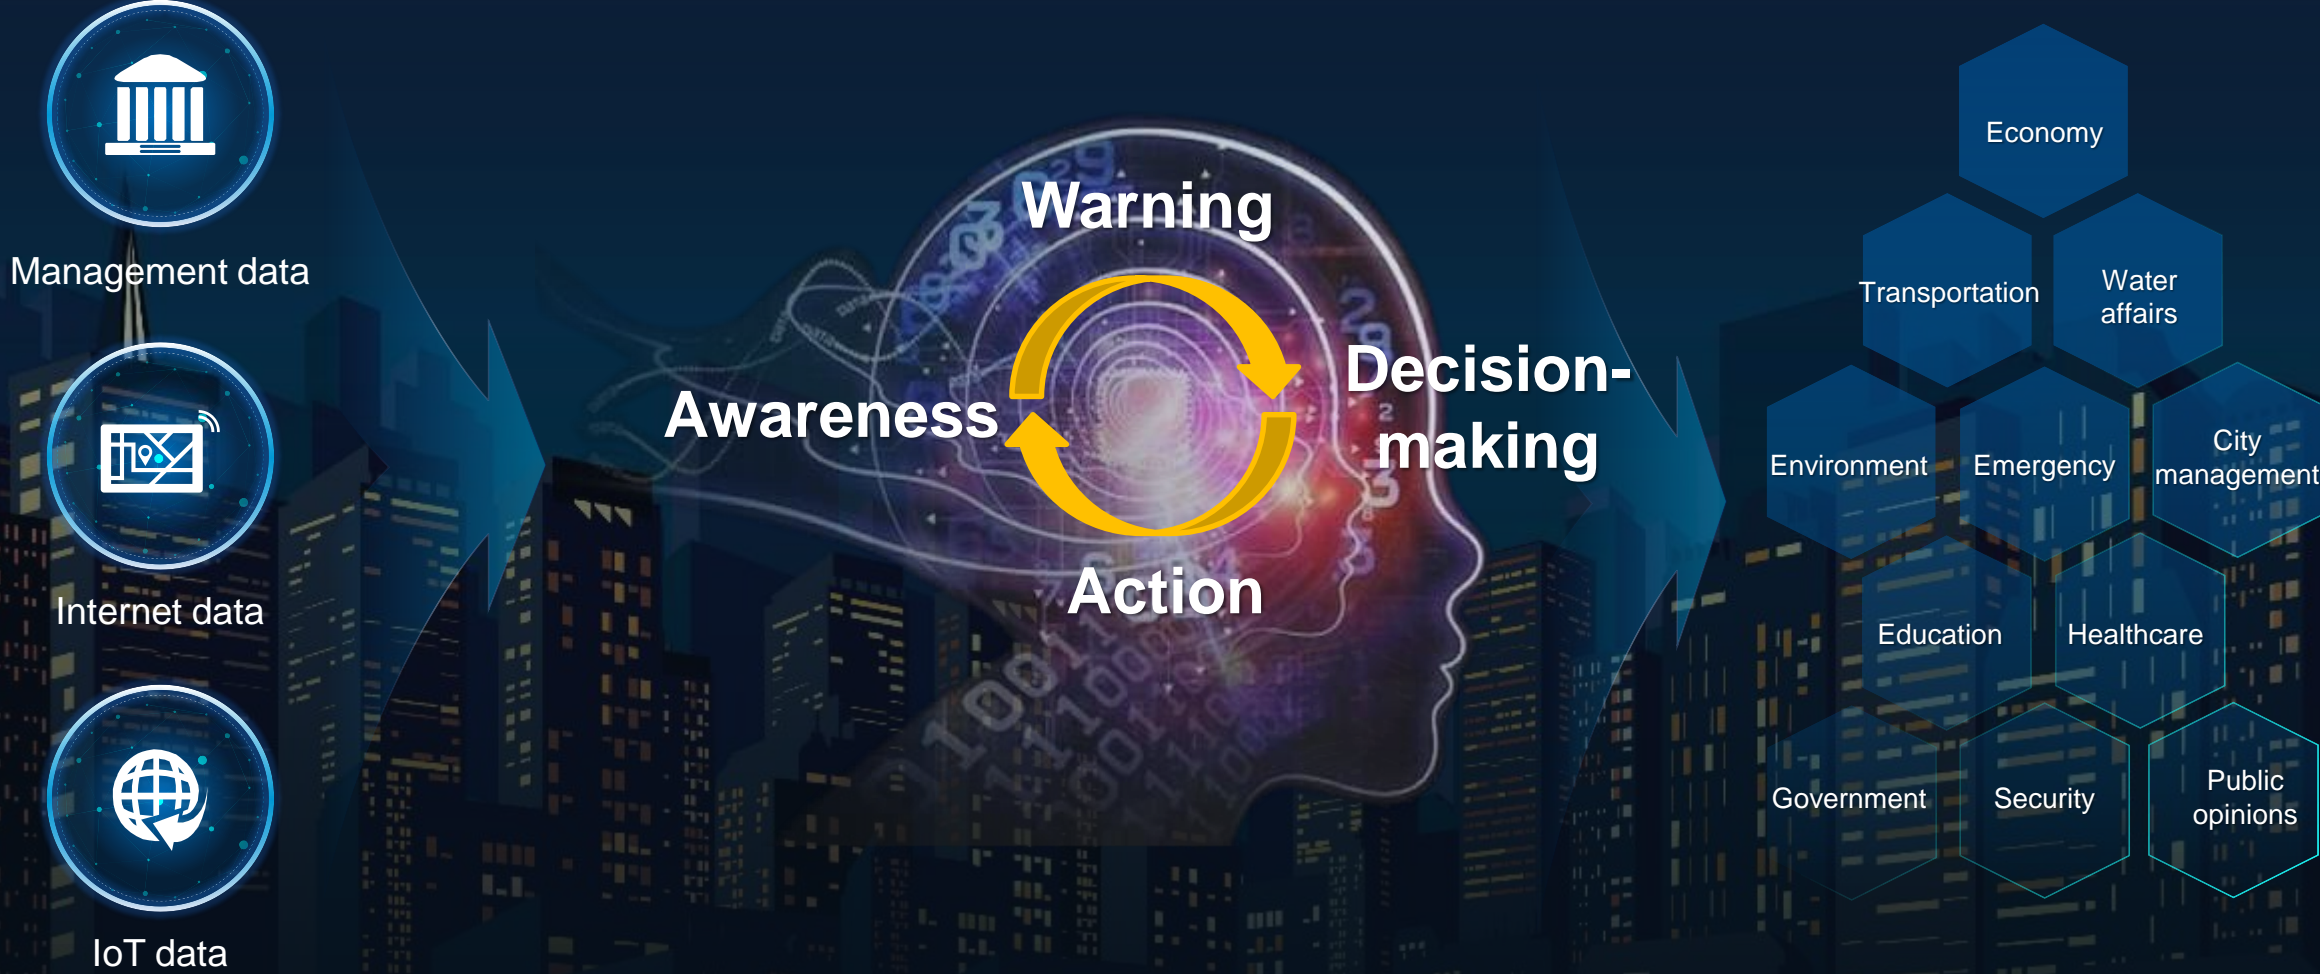 Management data
Internet data
IoT data
Warning
Awareness
Decision-
making
Action
Economy
Transportation
Water
affairs
Environment
Emergency
City
management
Education
Healthcare
Government
Security
Public
opinions